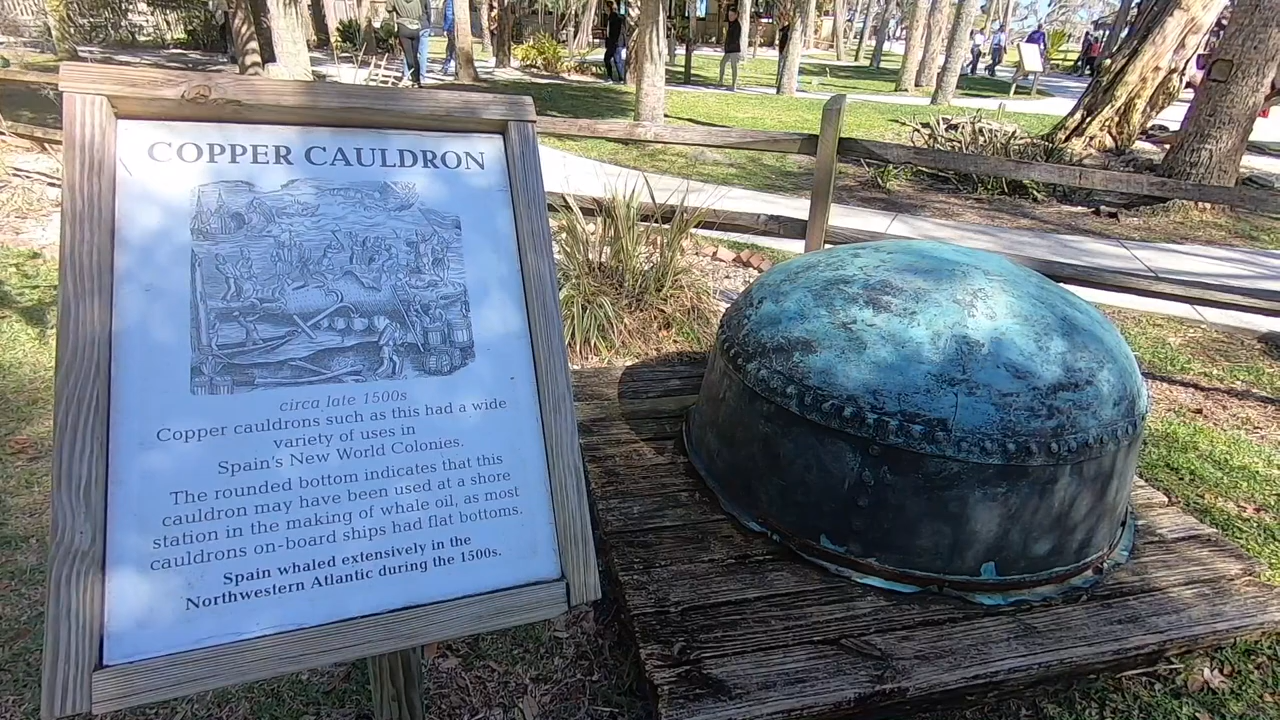 COPPER CAULDRON
circa late 1500s
Copper cauldrons such as this had a wide
variety of uses in
Spain's New World Colonies.
The rounded bottom indicates that this
cauldron may have been used at a shore
station in the making of whale oil, as most
cauldrons on-board ships had flat bottoms.
Spain whaled extensively in the
Northwestern Atlantic during the 1500s.